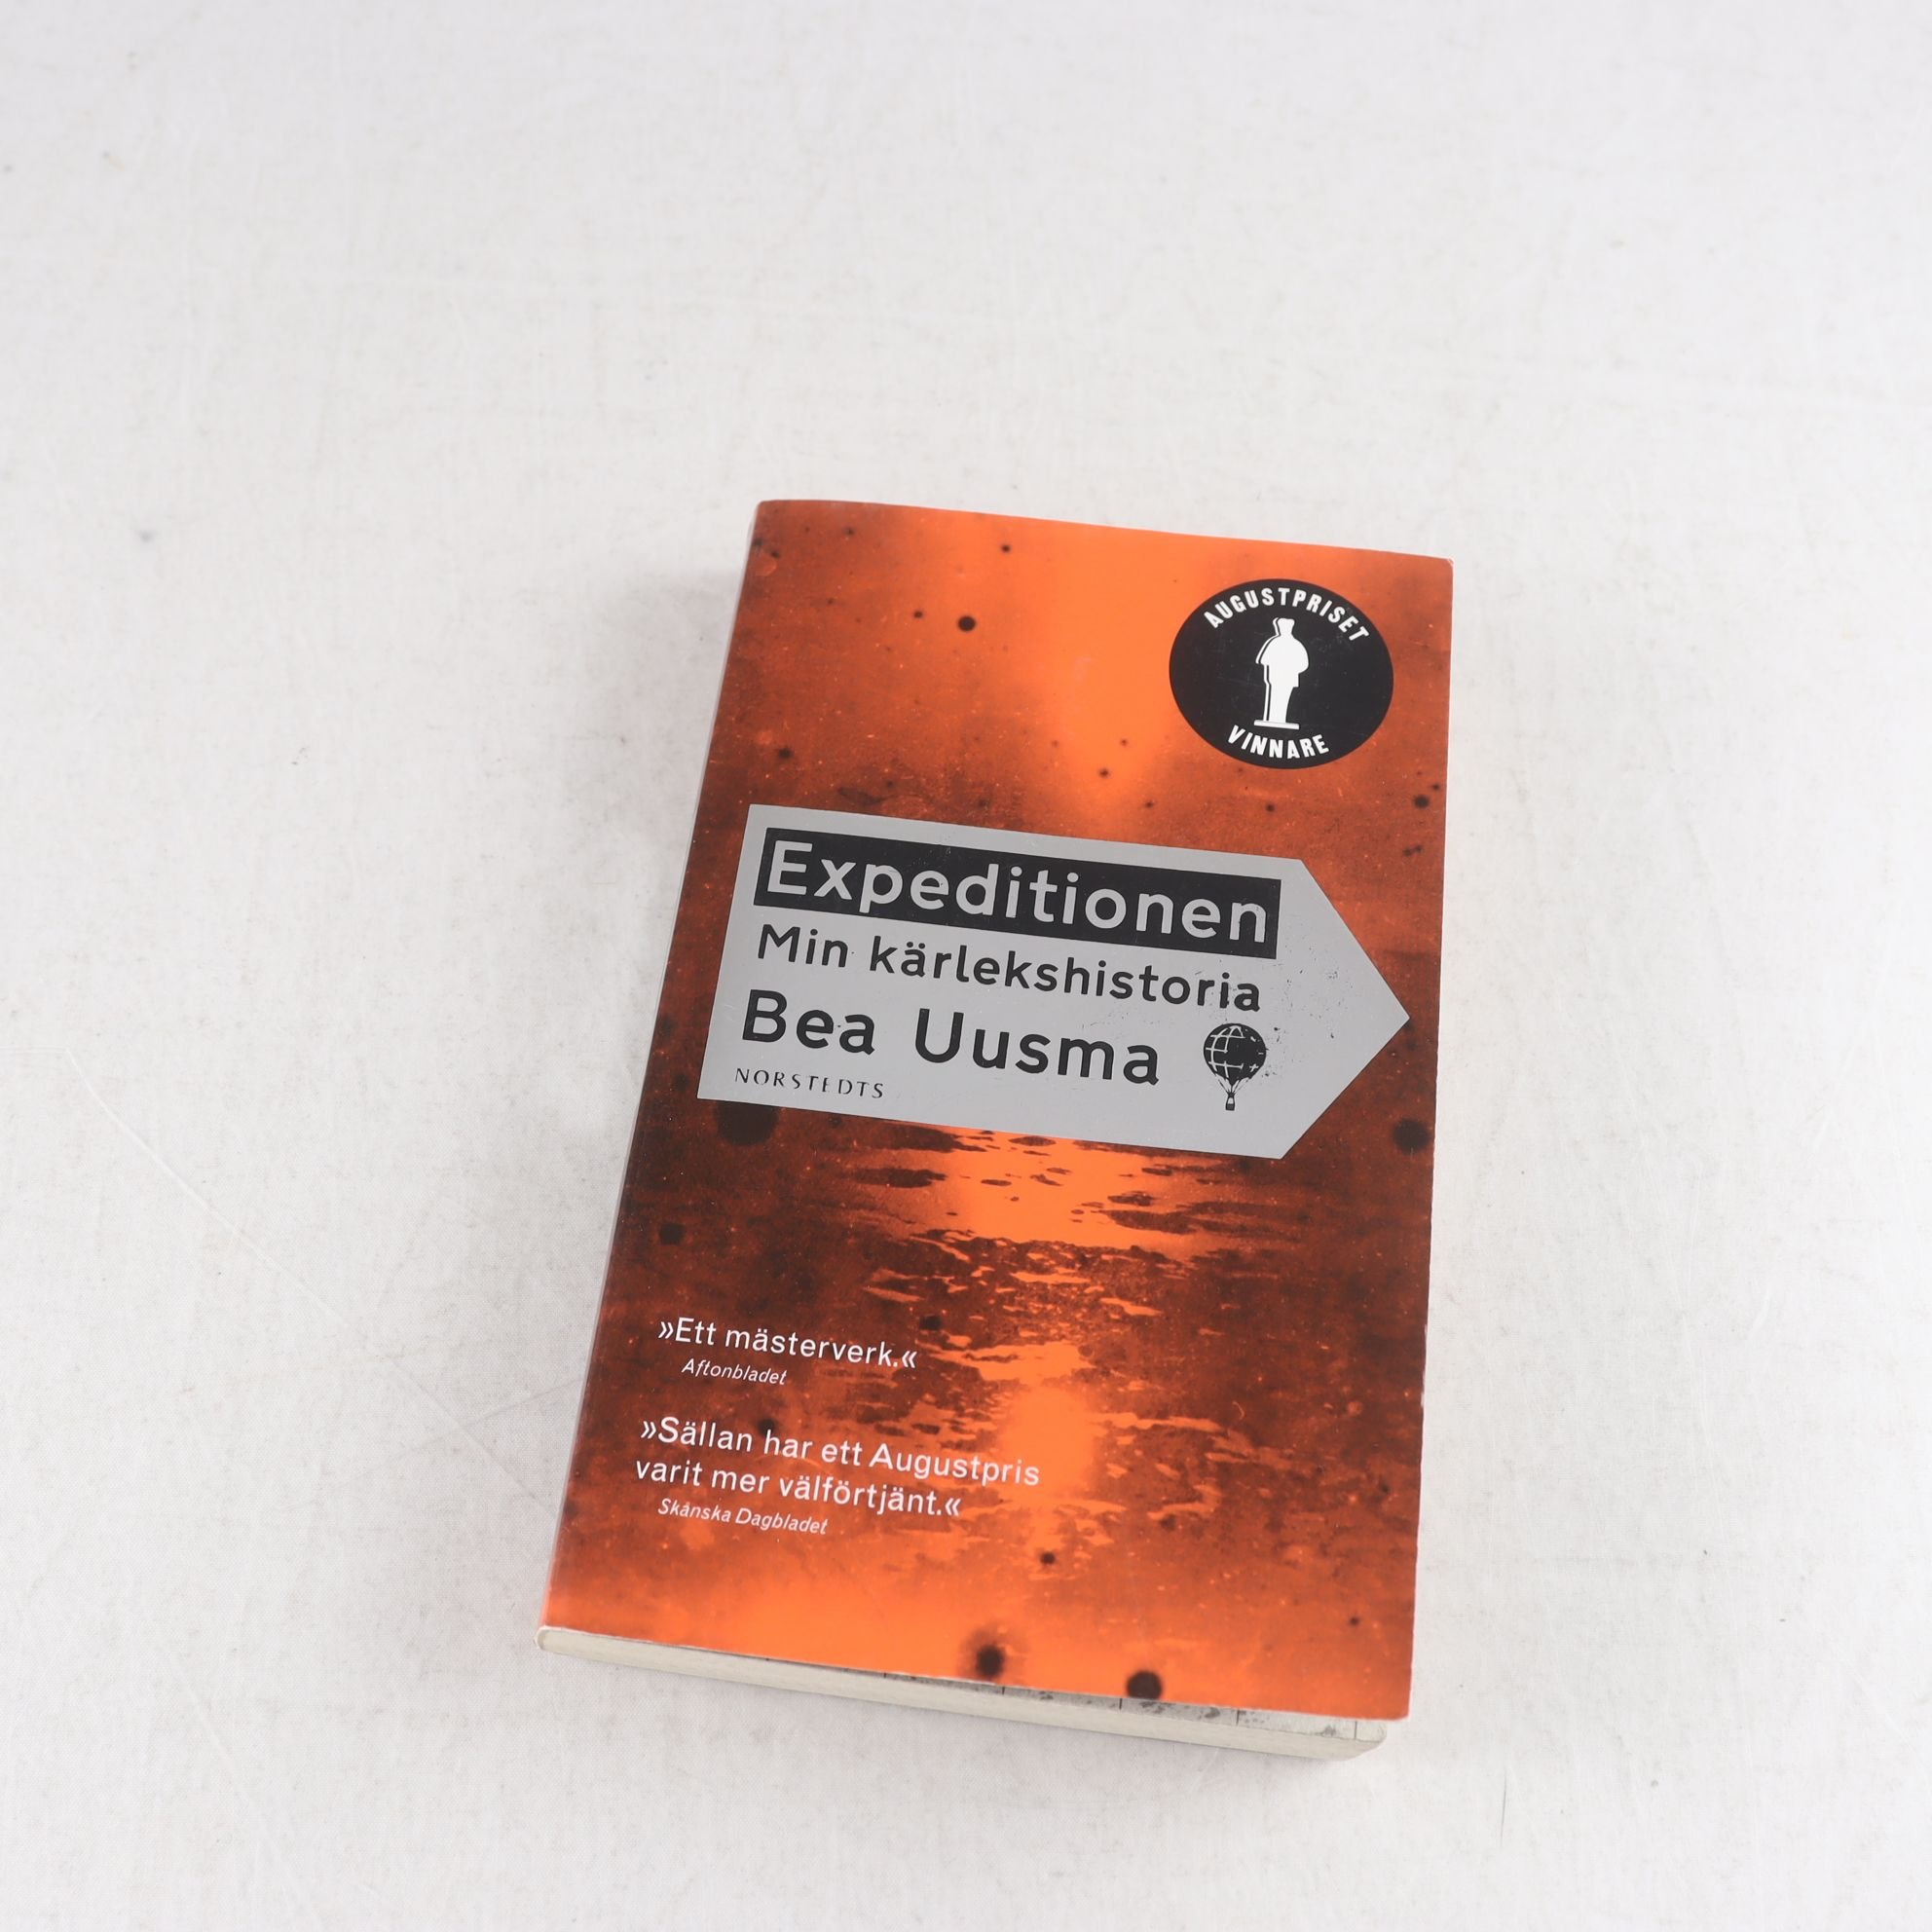 AUGUSTPRISET
VINNARE
Expeditionen
Min kärlekshistoria
Bea Uusma
NORSTEDTS
»Ett mästerverk.«
Aftonbladet
»Sällan har ett Augustpris
varit mer välförtjänt.«
Skånska Dagbladet